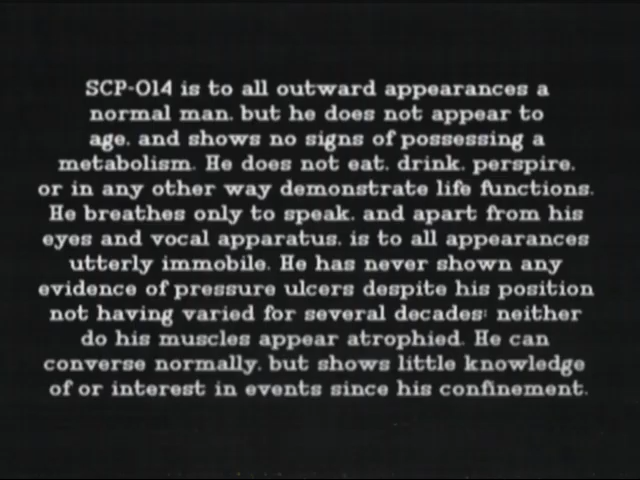 SCP-014 is to all outward appearances a
normal man, but he does not appear to
age, and shows no signs of possessing a
metabolism. He does not eat, drink, perspire,
or in any other way demonstrate life functions.
He breathes only to speak, and apart from his
eyes and vocal apparatus, is to all appearances
utterly immobile. He has never shown any
evidence of pressure ulcers despite his position
not having varied for several decades; neither
do his muscles appear atrophied. He can
converse normally, but shows little knowledge
of or interest in events since his confinement.